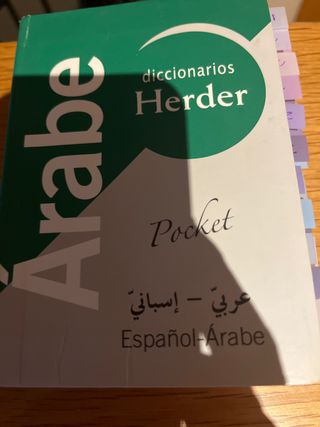 Árabe
diccionarios
Herder
Pocket
عربيّ – إسبانيّ
Español-Árabe